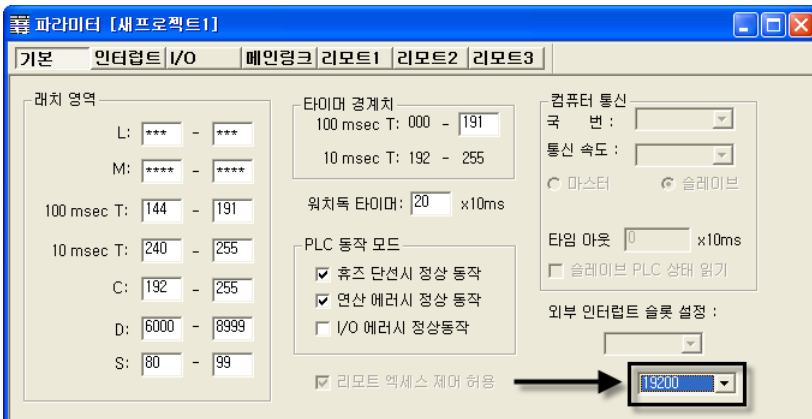 파라미터 [새프로젝트1]
기본 인터럽트 I/O 메인링크 리모트1 리모트2 리모트3
래치 영역
L: *** - ***
M: **** - ****
100 msec T: 144 - 191
10 msec T: 240 - 255
C: 192 - 255
D: 6000 - 8999
S: 80 - 99
타이머 경계치
100 msec T: 000 - 191
10 msec T: 192 - 255
워치독 타이머: 20 x10ms
PLC 동작 모드
휴즈 단선시 정상 동작
연산 에러시 정상 동작
I/O 에러시 정상동작
리모트 엑세스 제어 허용
컴퓨터 통신
국 번 :
통신 속도 :
마스터 슬레이브
타임 아웃 0 x10ms
슬레이브 PLC 상태 읽기
외부 인터럽트 슬롯 설정 :
19200